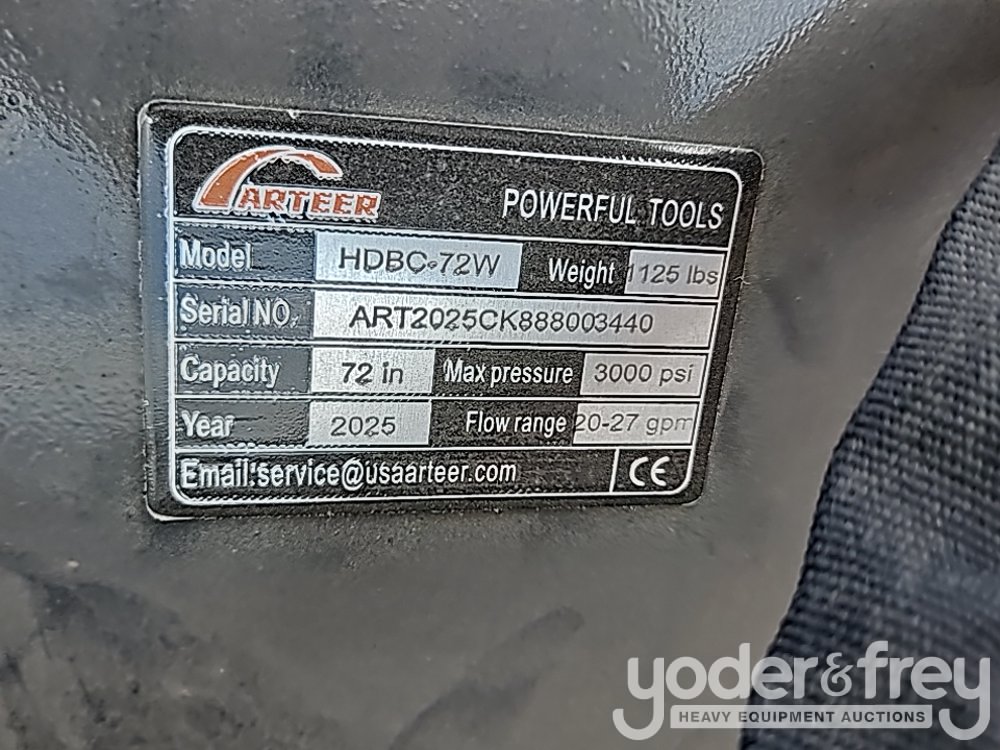 ARTEER
POWERFUL TOOLS
Model HDBC-72W Weight 1125 lbs
Serial NO. ART2025CK888003440
Capacity 72 in Max pressure 3000 psi
Year 2025 Flow range 20-27 gpm
Email:service@usaarteer.com CE
yoder&frey
HEAVY EQUIPMENT AUCTIONS